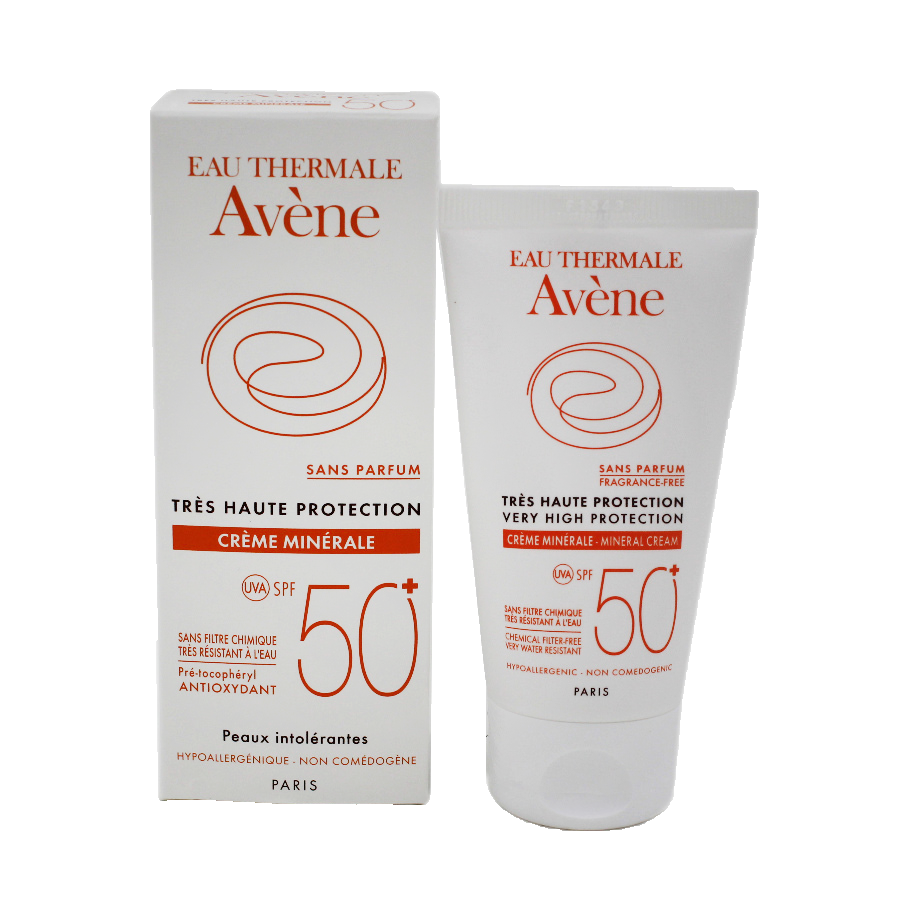 EAU THERMALE
Avène
SANS PARFUM
TRÈS HAUTE PROTECTION
CRÈME MINÉRALE
UVA SPF 50+
SANS FILTRE CHIMIQUE
TRÈS RÉSISTANT À L'EAU
Pré-tocophéryl
ANTIOXYDANT
Peaux intolérantes
HYPOALLERGÉNIQUE - NON COMÉDOGÈNE
PARIS
EAU THERMALE
Avène
SANS PARFUM
FRAGRANCE-FREE
TRÈS HAUTE PROTECTION
VERY HIGH PROTECTION
CRÈME MINÉRALE - MINERAL CREAM
UVA SPF 50+
SANS FILTRE CHIMIQUE
TRÈS RÉSISTANT À L'EAU
CHEMICAL FILTER-FREE
VERY WATER RESISTANT
HYPOALLERGENIC - NON COMEDOGENIC
PARIS